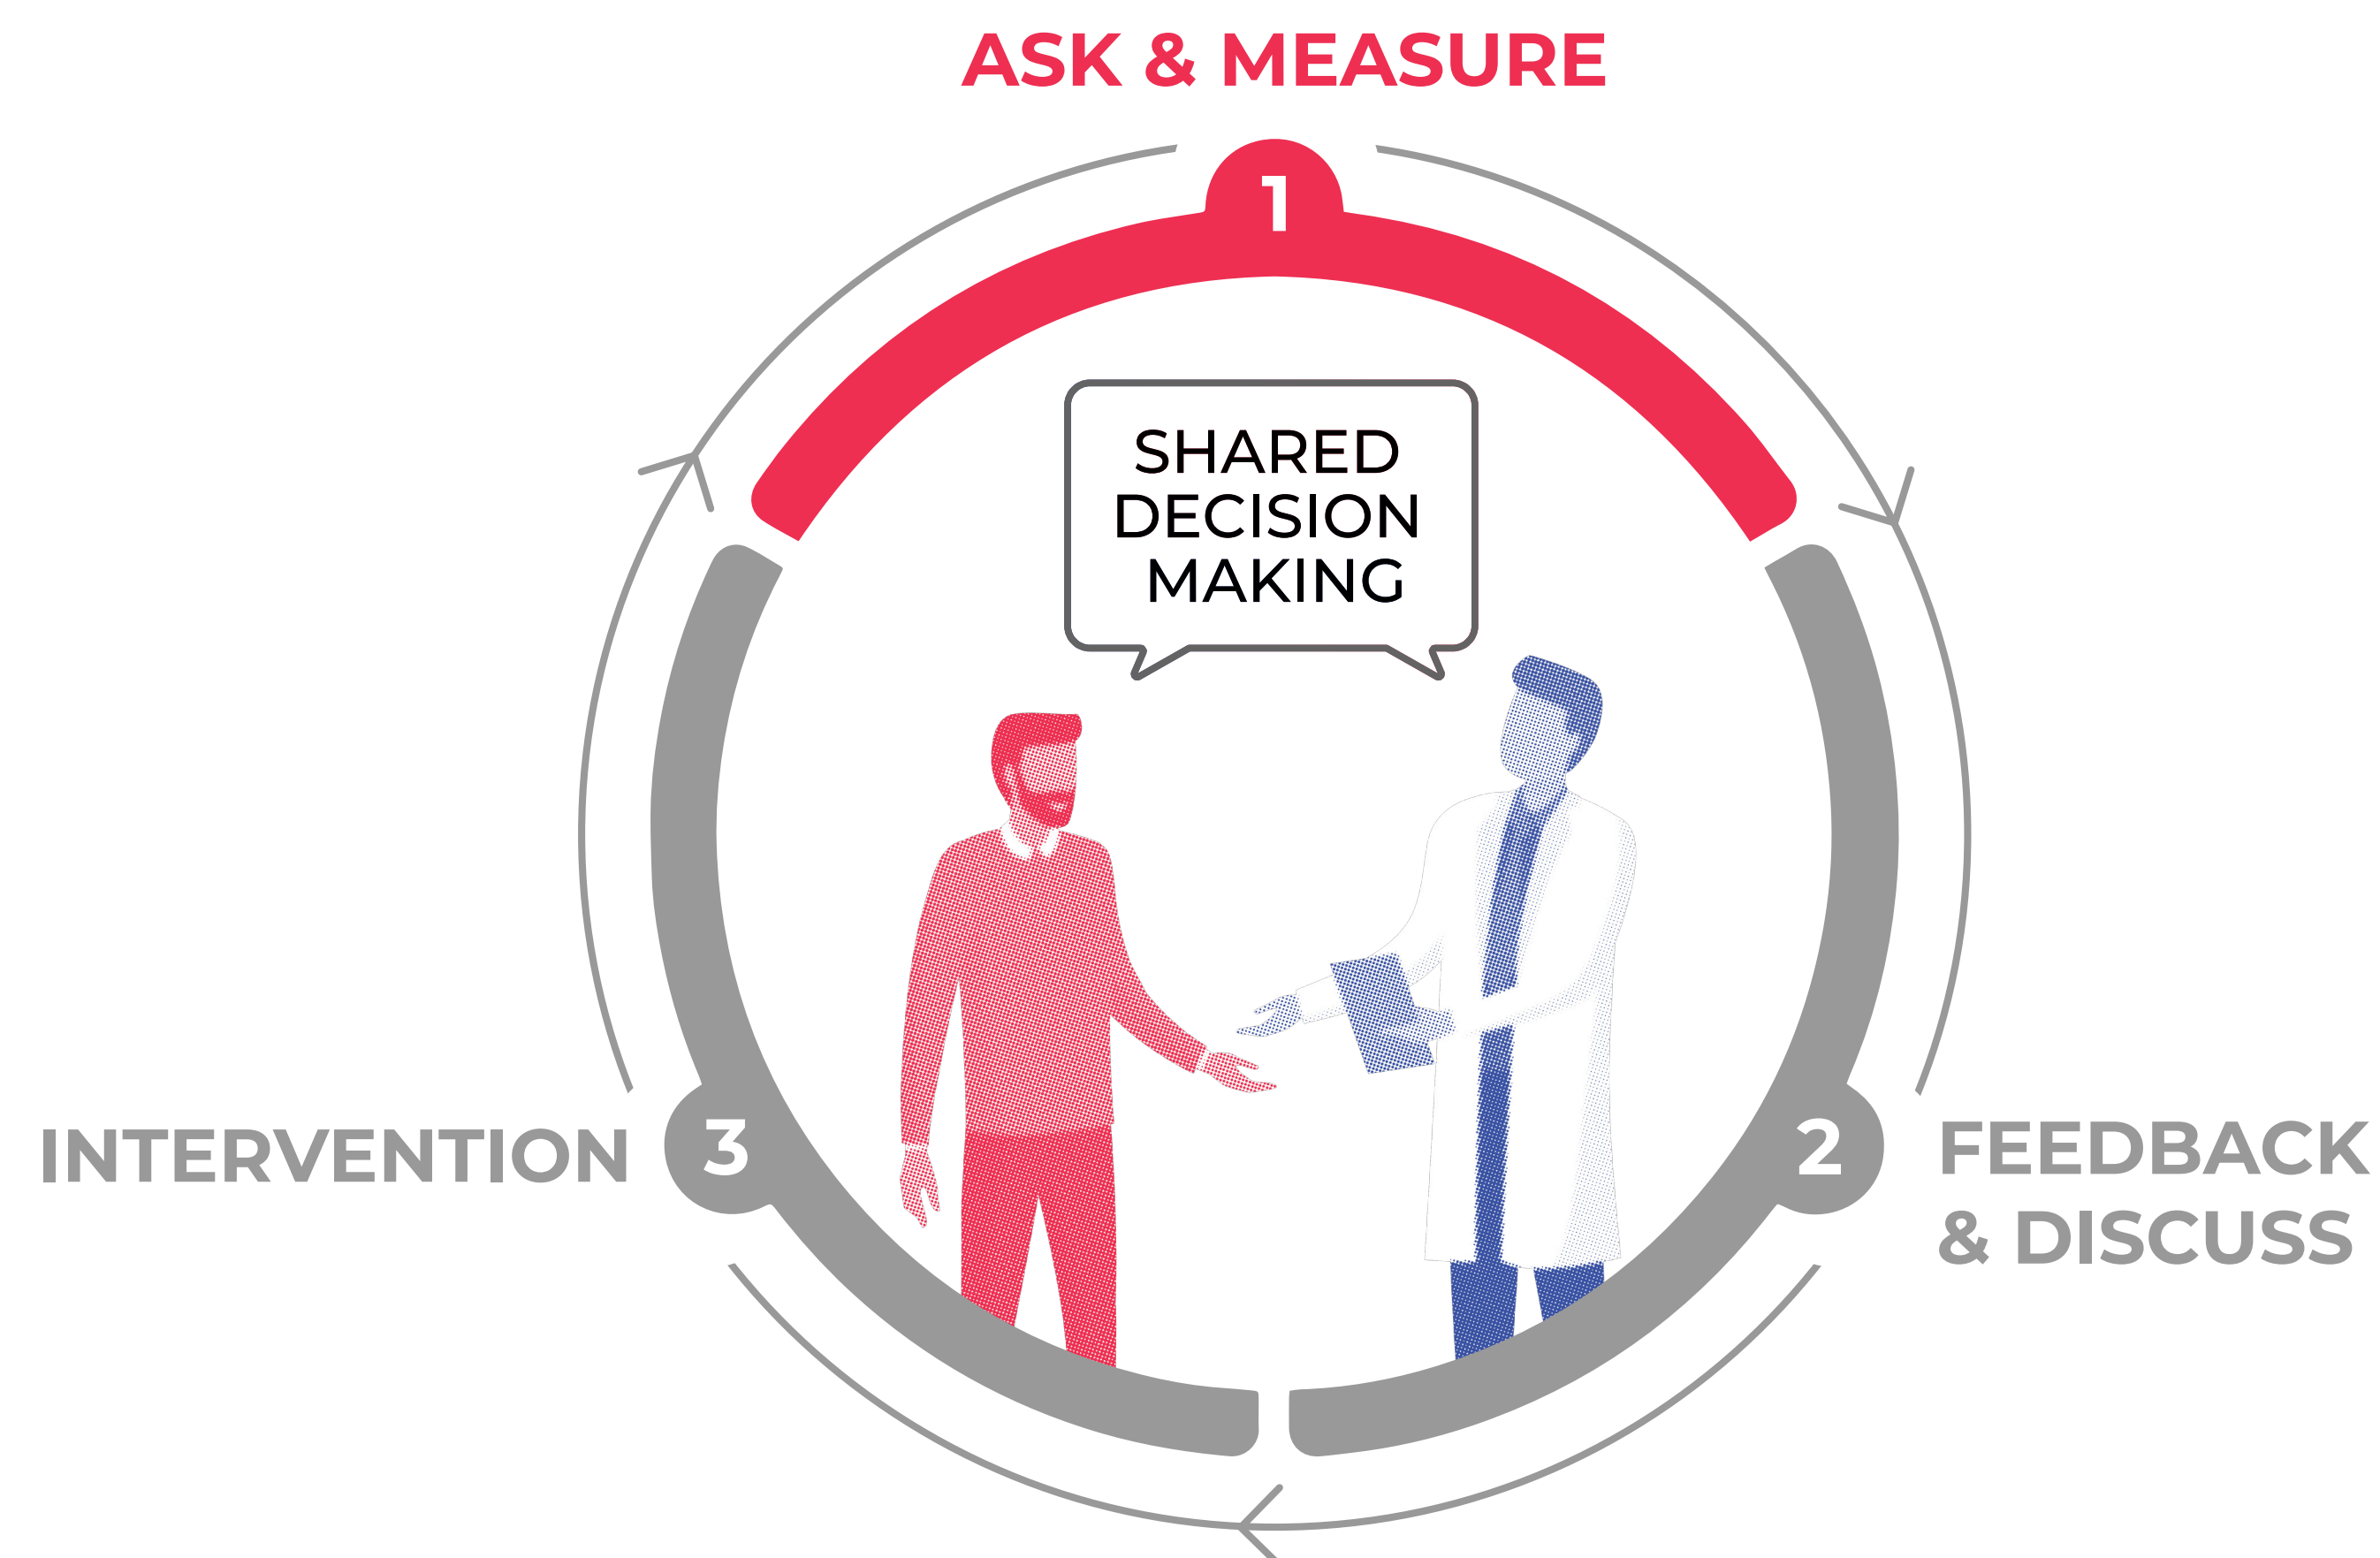 ASK & MEASURE
1
SHARED
DECISION
MAKING
INTERVENTION
3
2
FEEDBACK
& DISCUSS